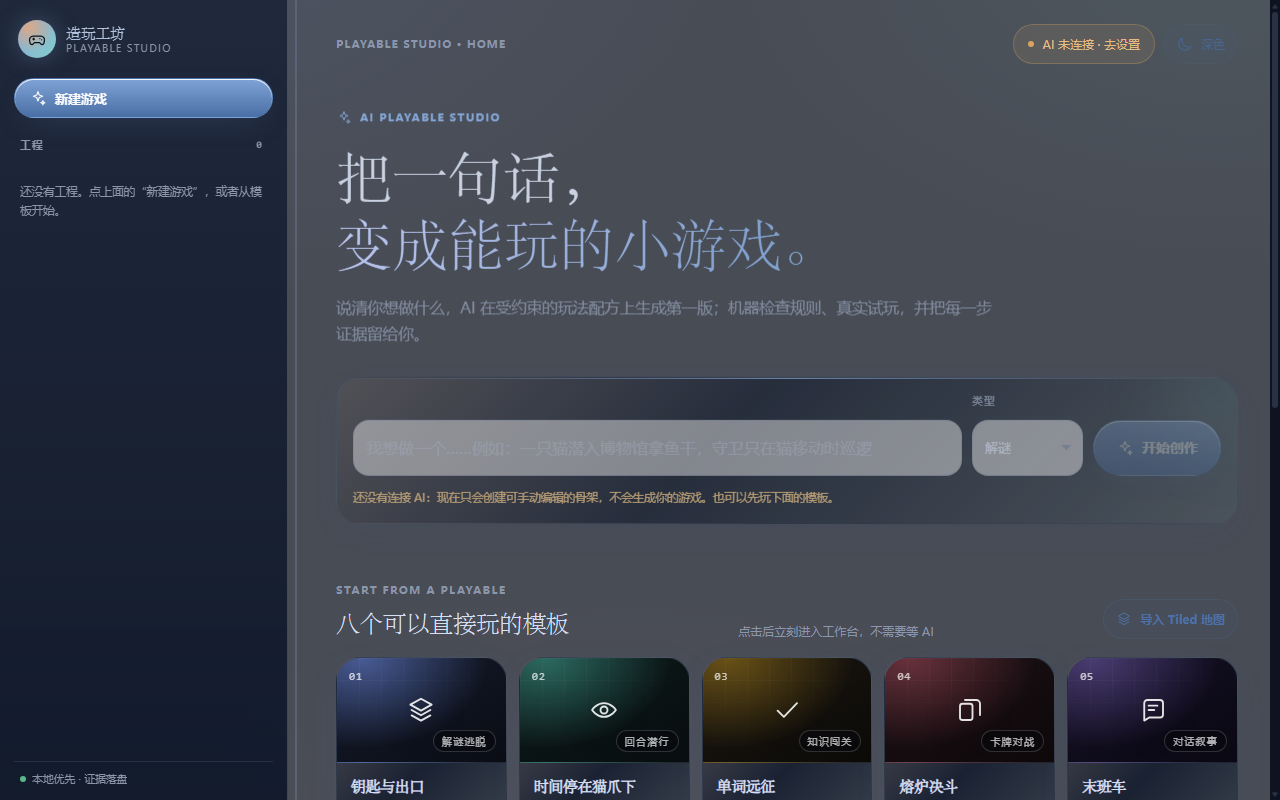 造玩工坊
PLAYABLE STUDIO
新建游戏
工程 0
还没有工程。点上面的“新建游戏”，或者从模
板开始。
本地优先 · 证据落盘
PLAYABLE STUDIO • HOME
AI 未连接 · 去设置
深色
AI PLAYABLE STUDIO
把一句话，
变成能玩的小游戏。
说清你想做什么，AI 在受约束的玩法配方上生成第一版；机器检查规则、真实试玩，并把每一步
证据留给你。
类型
我想做一个……例如：一只猫潜入博物馆拿鱼干，守卫只在猫移动时巡逻
解谜
开始创作
还没有连接 AI：现在只会创建可手动编辑的骨架，不会生成你的游戏。也可以先玩下面的模板。
START FROM A PLAYABLE
八个可以直接玩的模板
点击后立刻进入工作台，不需要等 AI
导入 Tiled 地图
01
解谜逃脱
钥匙与出口
02
回合潜行
时间停在猫爪下
03
知识闯关
单词远征
04
卡牌对战
熔炉决斗
05
对话叙事
末班车